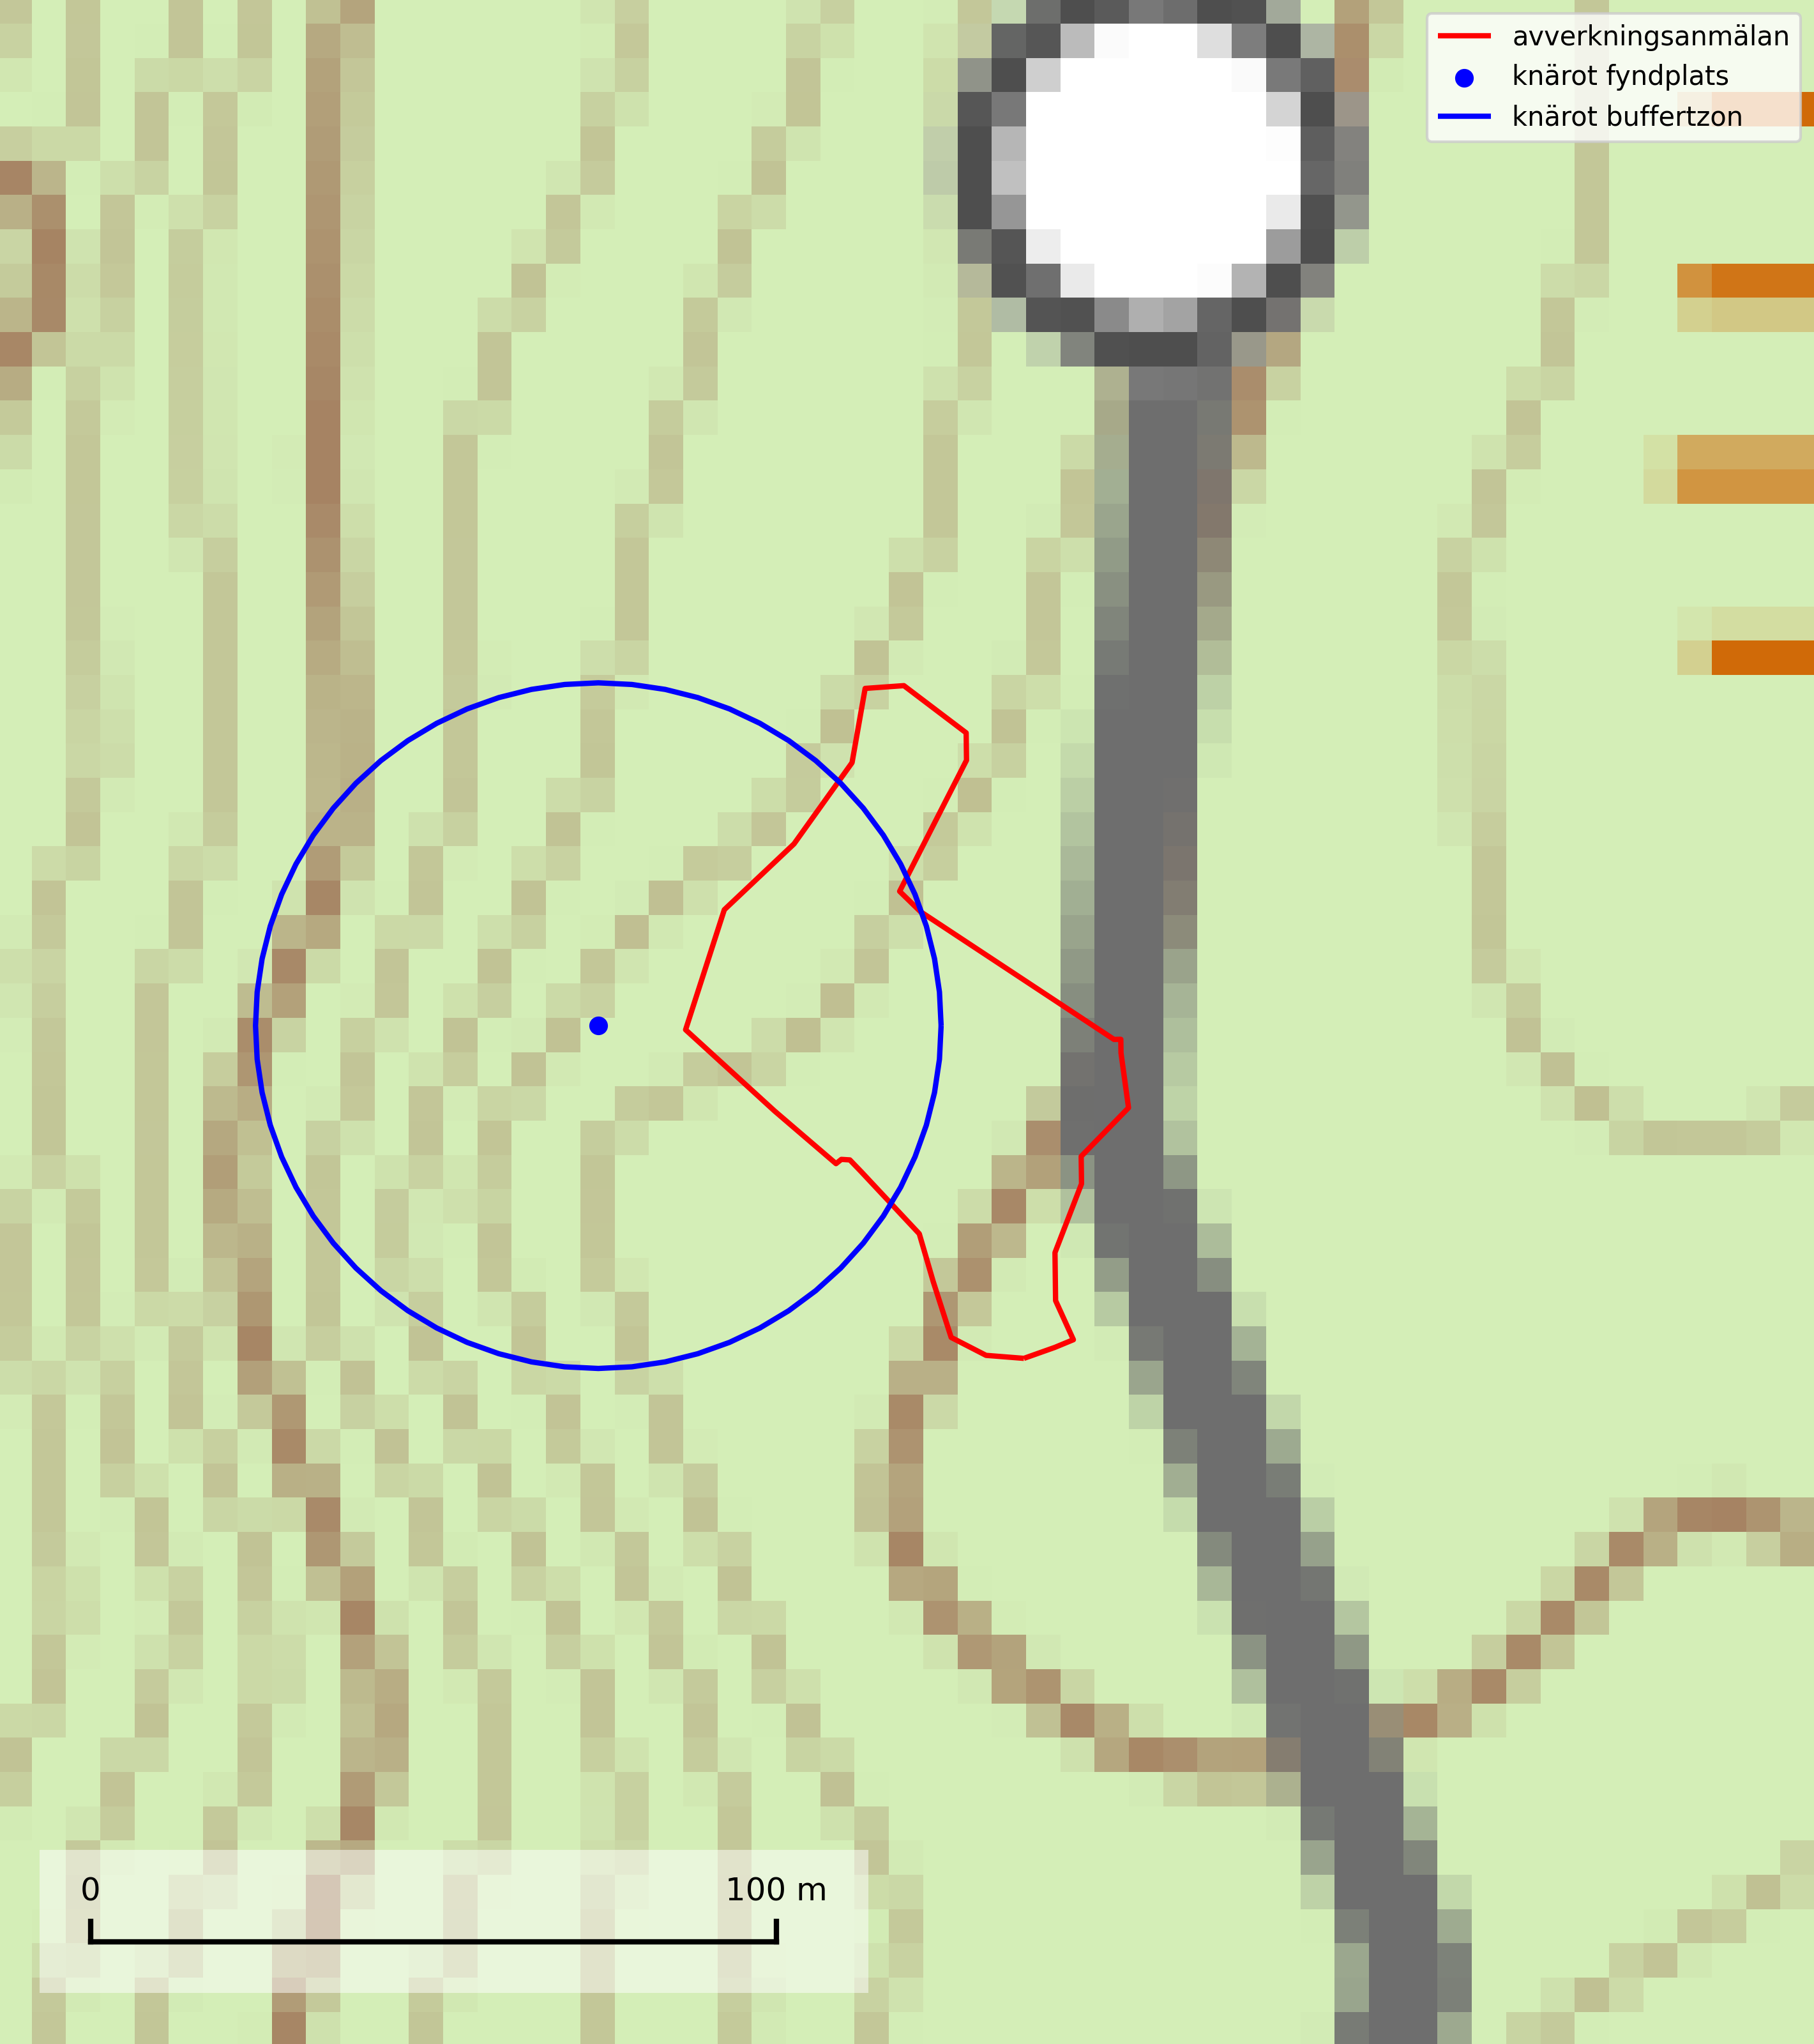 avverkningsanmälan
knärot fyndplats
knärot buffertzon
0 100 m